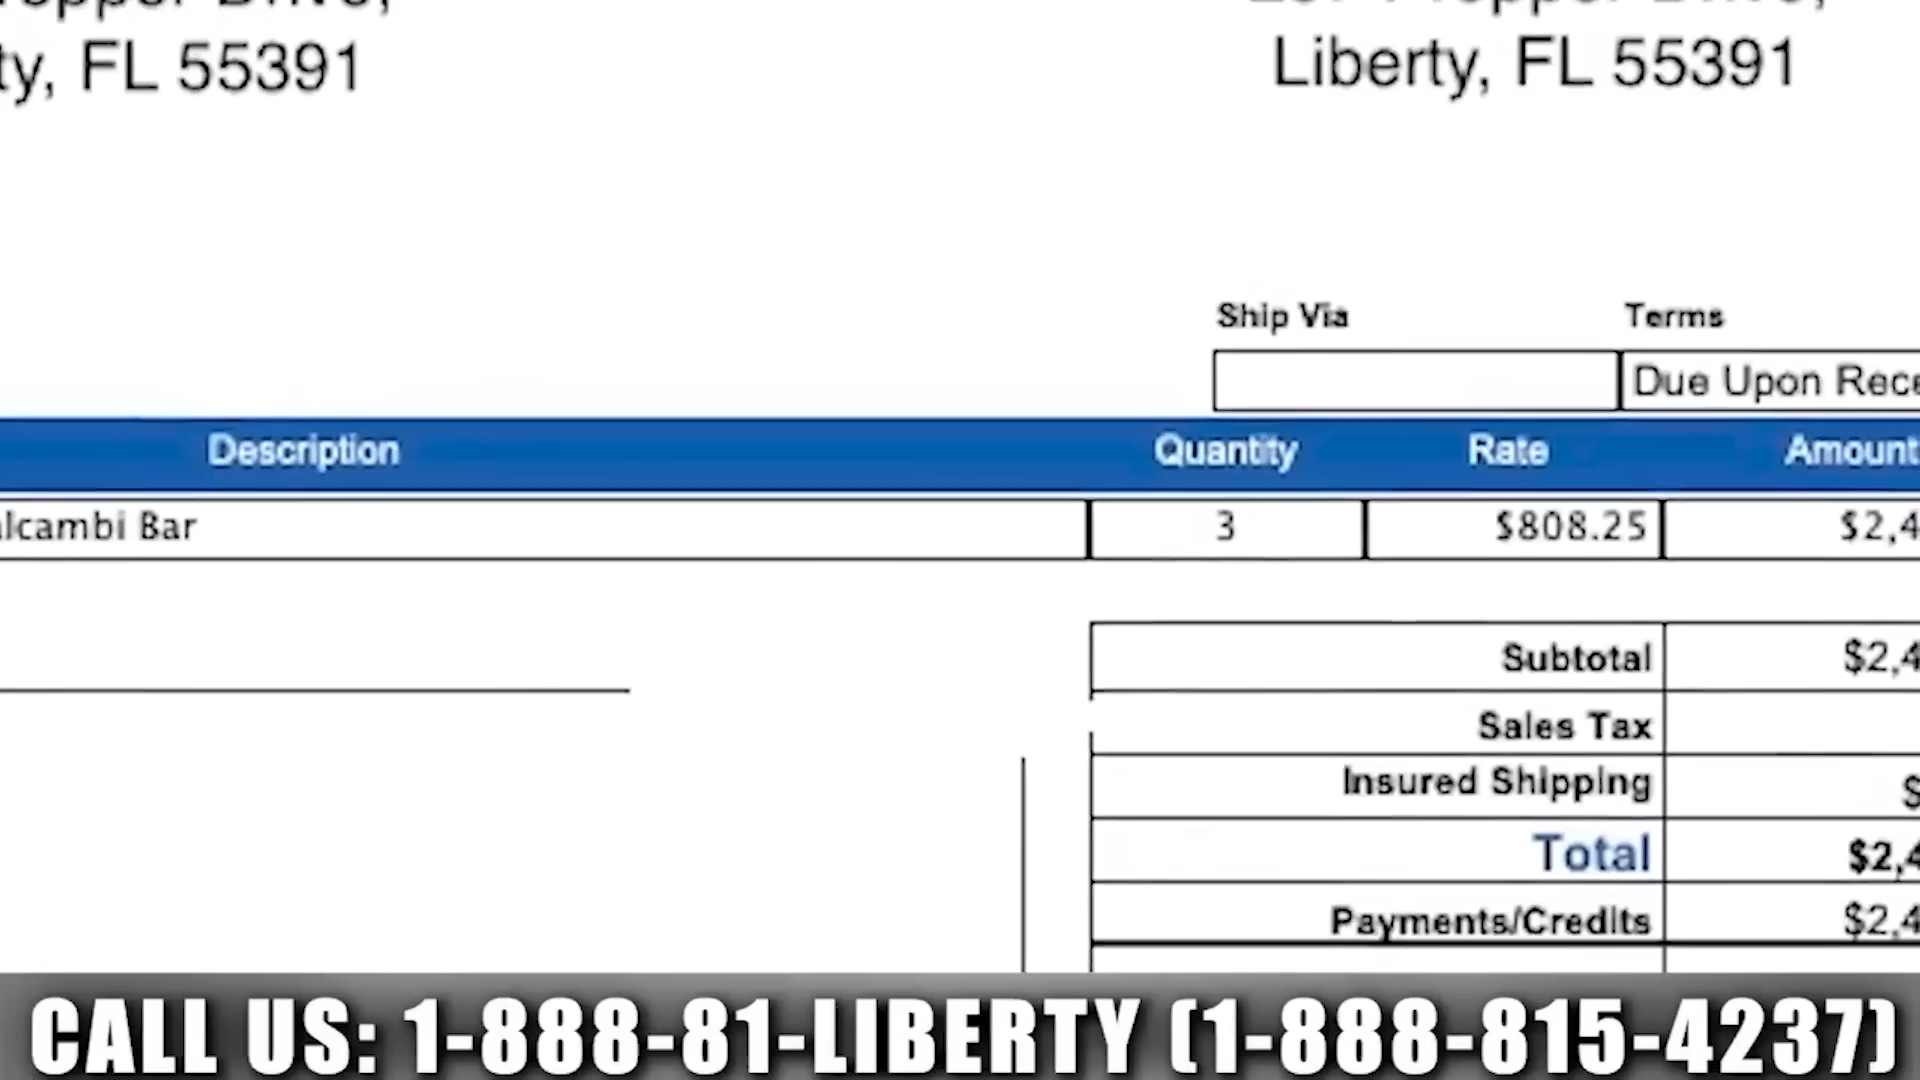 ty, FL 55391
Liberty, FL 55391
Ship Via Terms
Due Upon Rece
Description Quantity Rate Amount
alcambi Bar 3 $808.25 $2,4
Subtotal $2,4
Sales Tax
Insured Shipping $
Total $2,4
Payments/Credits $2,4
CALL US: 1-888-81-LIBERTY (1-888-815-4237)